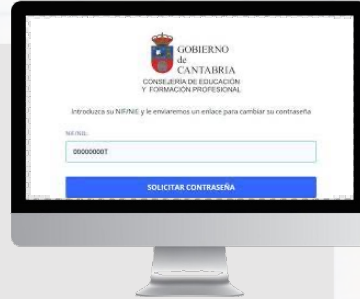 GOBIERNO
de
CANTABRIA
CONSEJERÍA DE EDUCACIÓN
Y FORMACIÓN PROFESIONAL
Introduzca su NIF/NIE y le enviaremos un enlace para cambiar su contraseña
NIF/NIE:
00000000T
SOLICITAR CONTRASEÑA